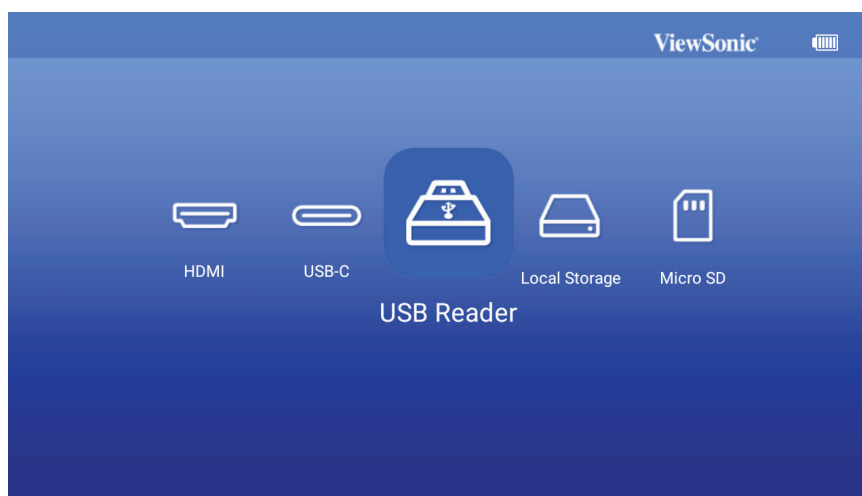 ViewSonic®
HDMI
USB-C
Local Storage
Micro SD
USB Reader